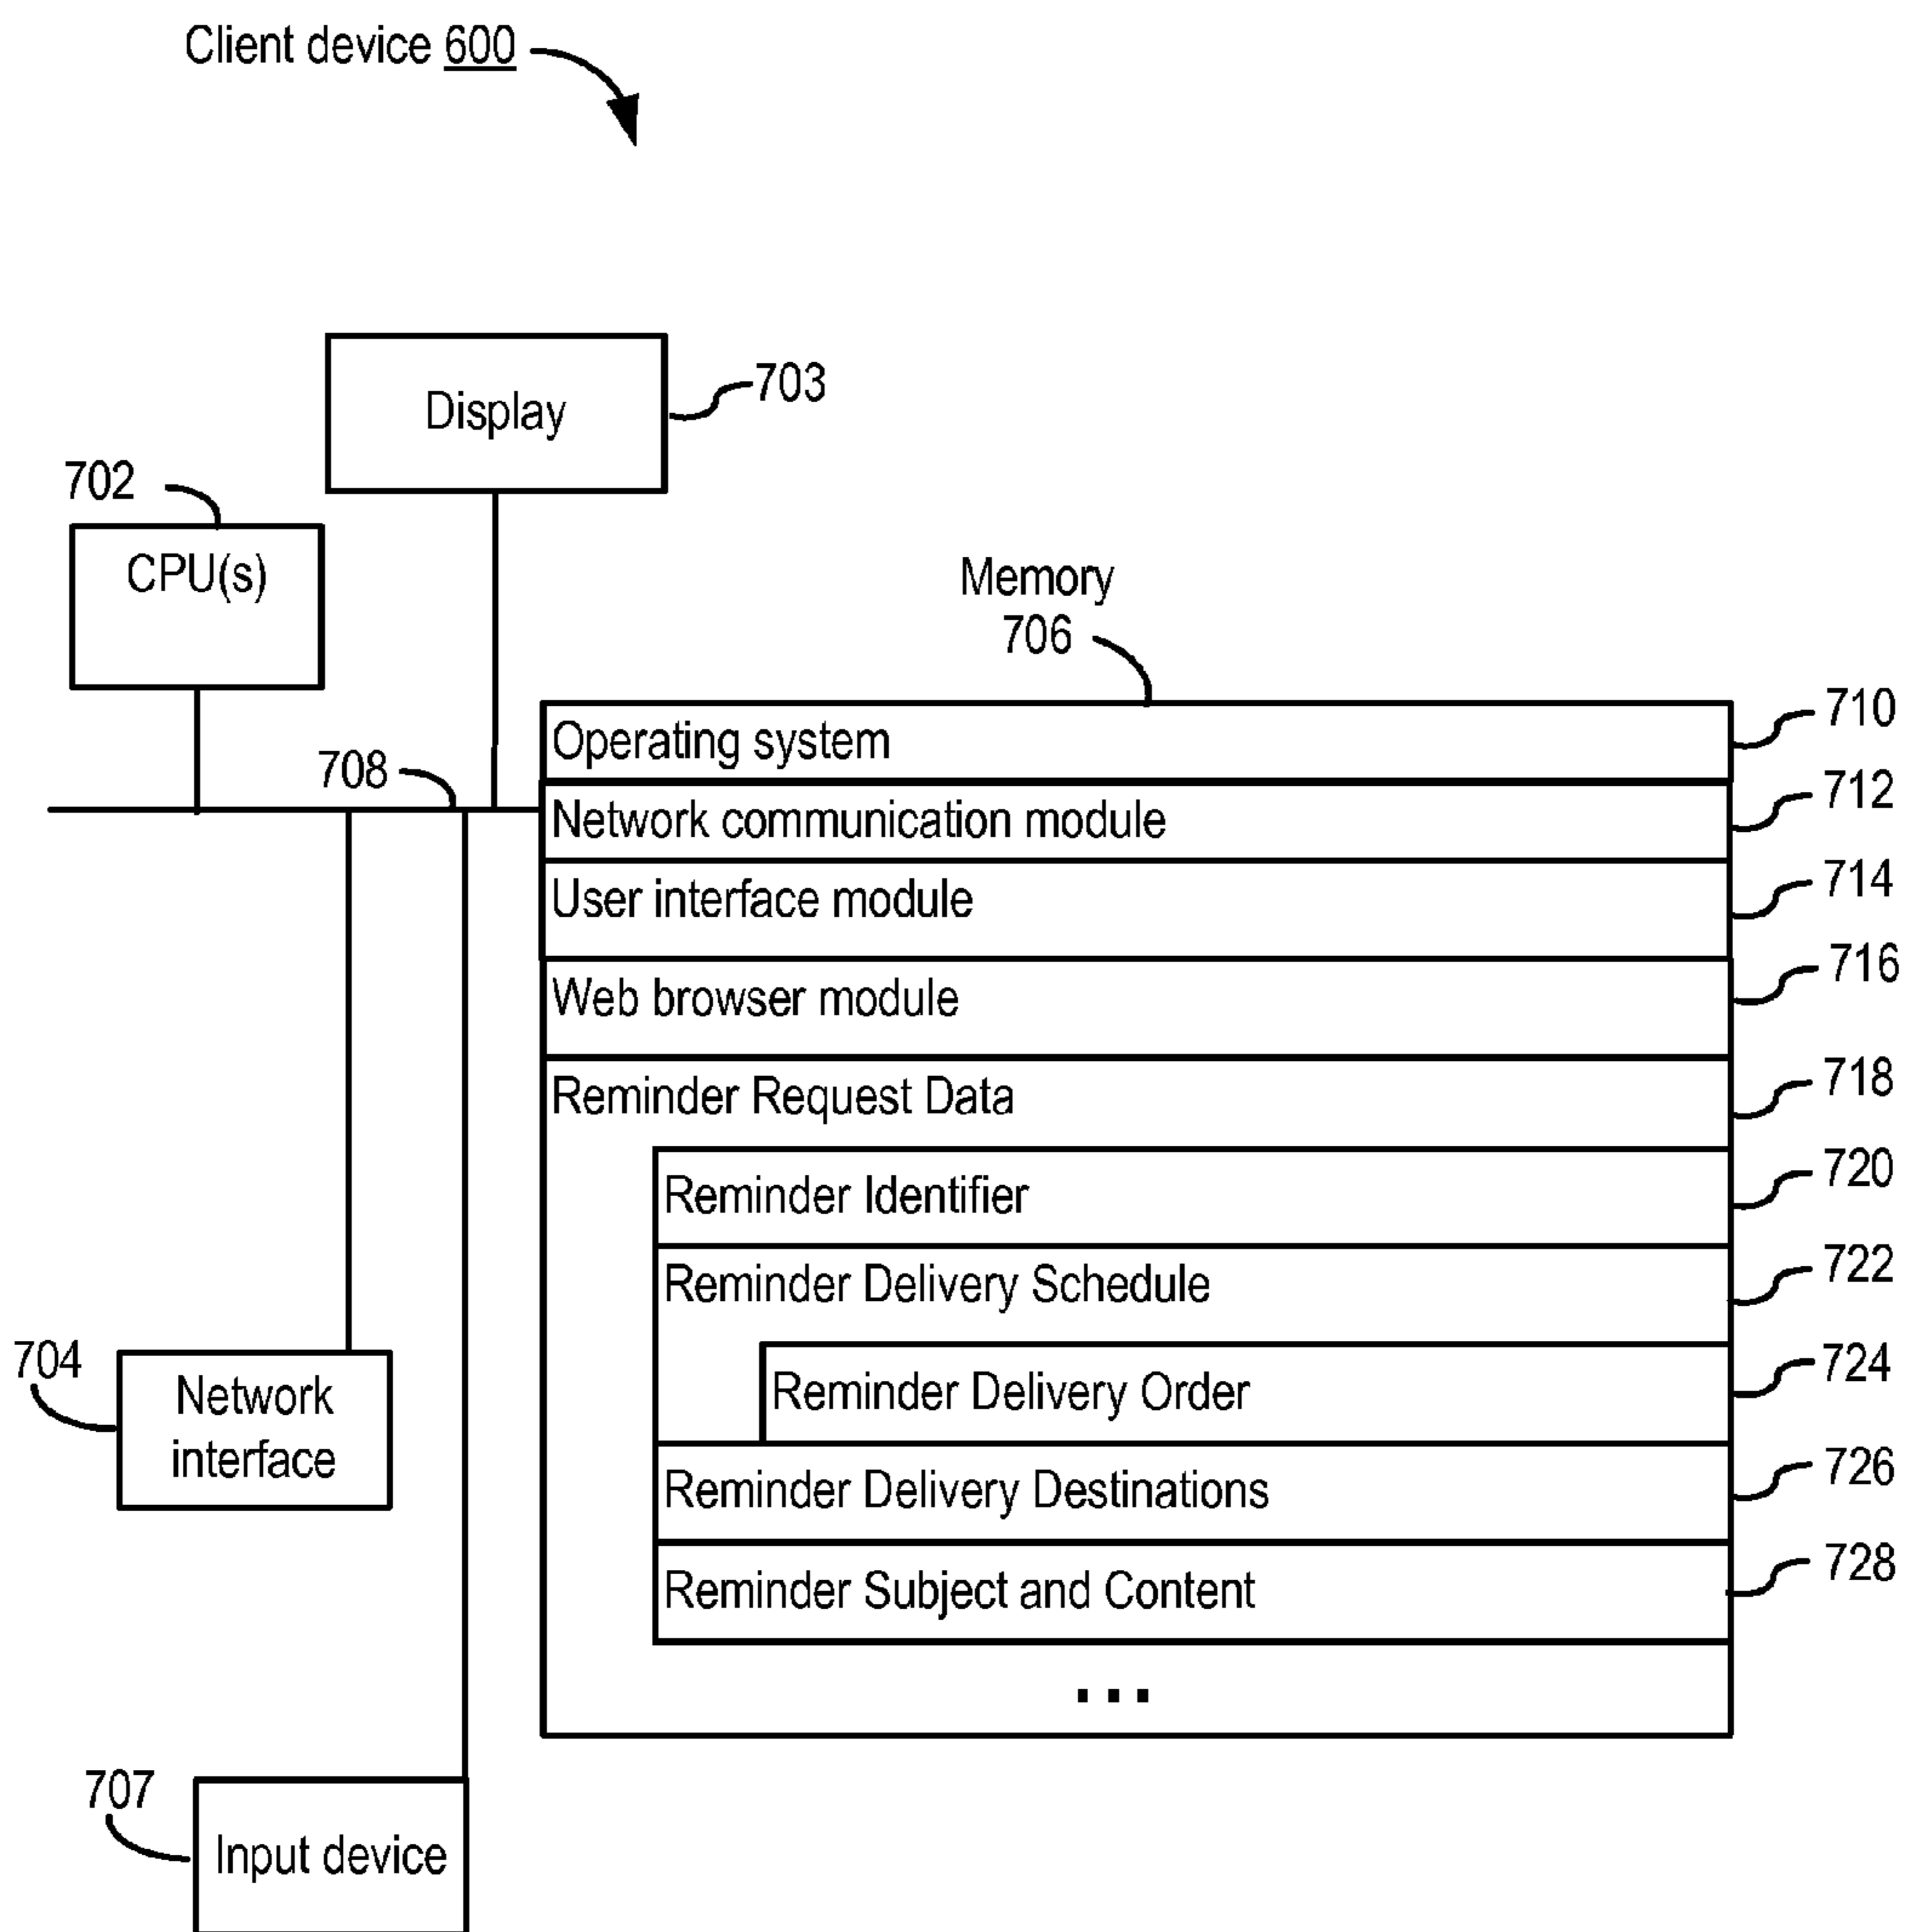 Client device 600
Display
703
702
CPU(s)
Memory
706
708
Operating system
710
Network communication module
712
User interface module
714
Web browser module
716
Reminder Request Data
718
Reminder Identifier
720
Reminder Delivery Schedule
722
Reminder Delivery Order
724
Reminder Delivery Destinations
726
Reminder Subject and Content
728
...
704
Network
interface
707
Input device